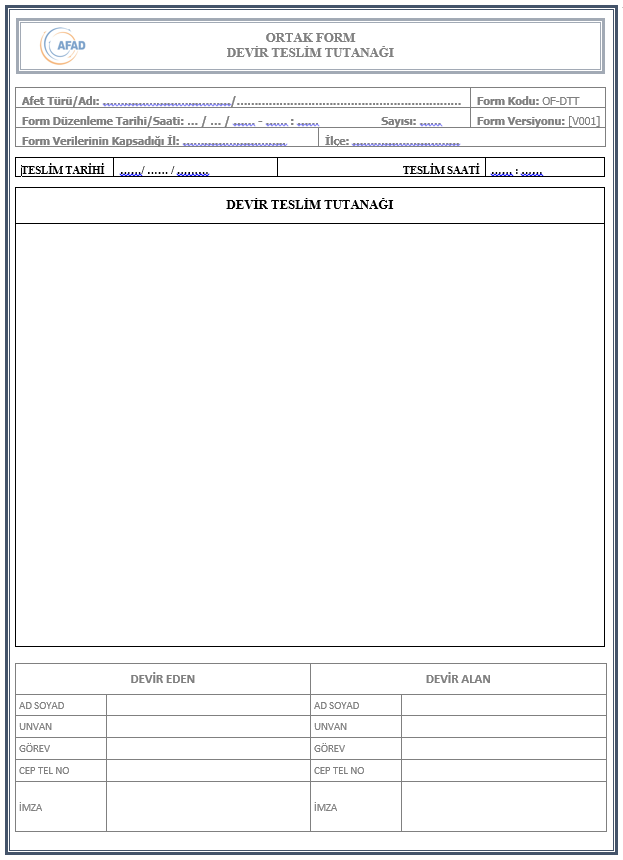 AFAD
ORTAK FORM
DEVİR TESLİM TUTANAĞI
Afet Türü/Adı: ................................../............................................................... Form Kodu: OF-DTT
Form Düzenleme Tarihi/Saati: ... / ... / ...... - ...... : ...... Sayısı: ...... Form Versiyonu: [V001]
Form Verilerinin Kapsadığı İl: ............................ İlçe: .............................
TESLİM TARİHİ ....../ ...... / ......... TESLİM SAATİ ...... : ......
DEVİR TESLİM TUTANAĞI
DEVİR EDEN DEVİR ALAN
AD SOYAD AD SOYAD
UNVAN UNVAN
GÖREV GÖREV
CEP TEL NO CEP TEL NO
İMZA İMZA